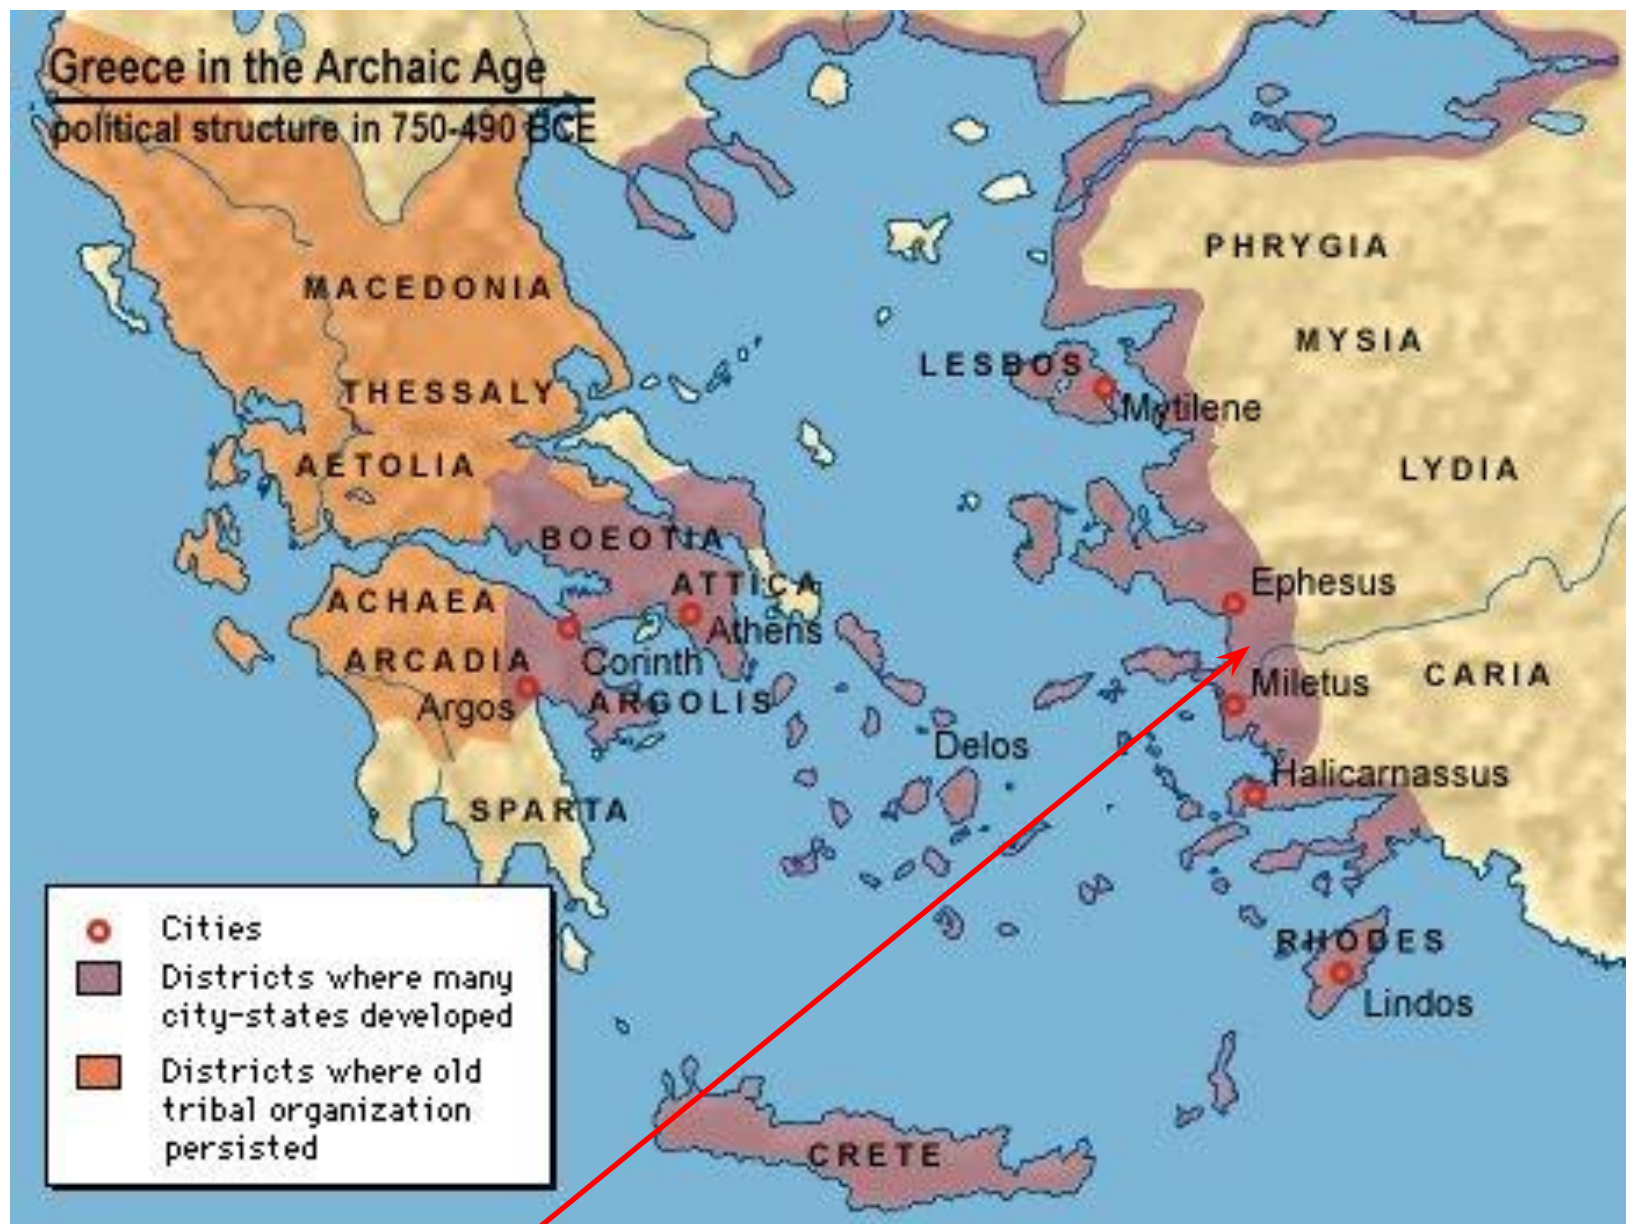 Greece in the Archaic Age
political structure in 750-490 BCE
PHRYGIA
MACEDONIA
MYSIA
LESBOS
THESSALY
Mytilene
AETOLIA
LYDIA
BOEOTIA
ATTICA
Ephesus
ACHAEA
Athens
ARCADIA
Corinth
CARIA
Miletus
Argos
ARGOLIS
Delos
Halicarnassus
SPARTA
Cities
RHODES
Districts where many
city-states developed
Lindos
Districts where old
tribal organization
persisted
CRETE